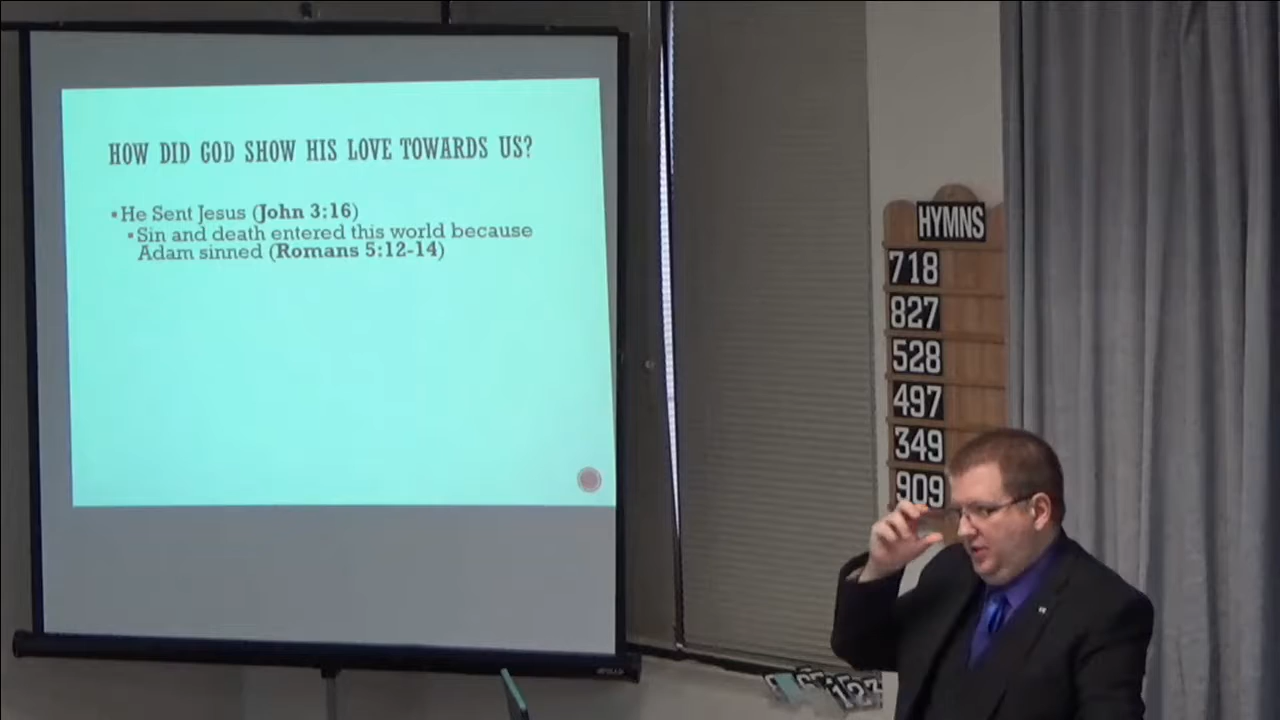 HOW DID GOD SHOW HIS LOVE TOWARDS US?
▪He Sent Jesus (John 3:16)
▪Sin and death entered this world because
Adam sinned (Romans 5:12-14)
HYMNS
718
827
528
497
349
909